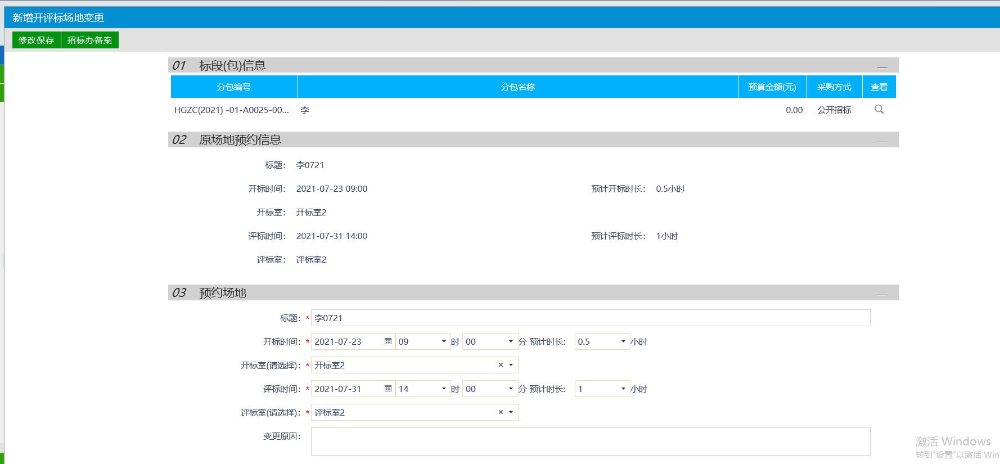 新增开评标场地变更
修改保存 招标办备案
01 标段(包)信息
分包编号 分包名称 预算金额(元) 采购方式 查看
HGZC(2021) -01-A0025-00... 李 0.00 公开招标
02 原场地预约信息
标题： 李0721
开标时间： 2021-07-23 09:00 预计开标时长： 0.5小时
开标室： 开标室2
评标时间： 2021-07-31 14:00 预计评标时长： 1小时
评标室： 评标室2
03 预约场地
标题：* 李0721
开标时间：* 2021-07-23 09 时 00 分 预计时长: 0.5 小时
开标室(请选择)：* 开标室2
评标时间：* 2021-07-31 14 时 00 分 预计时长: 1 小时
评标室(请选择)：* 评标室2
变更原因：
激活 Windows
转到"设置"以激活 Win